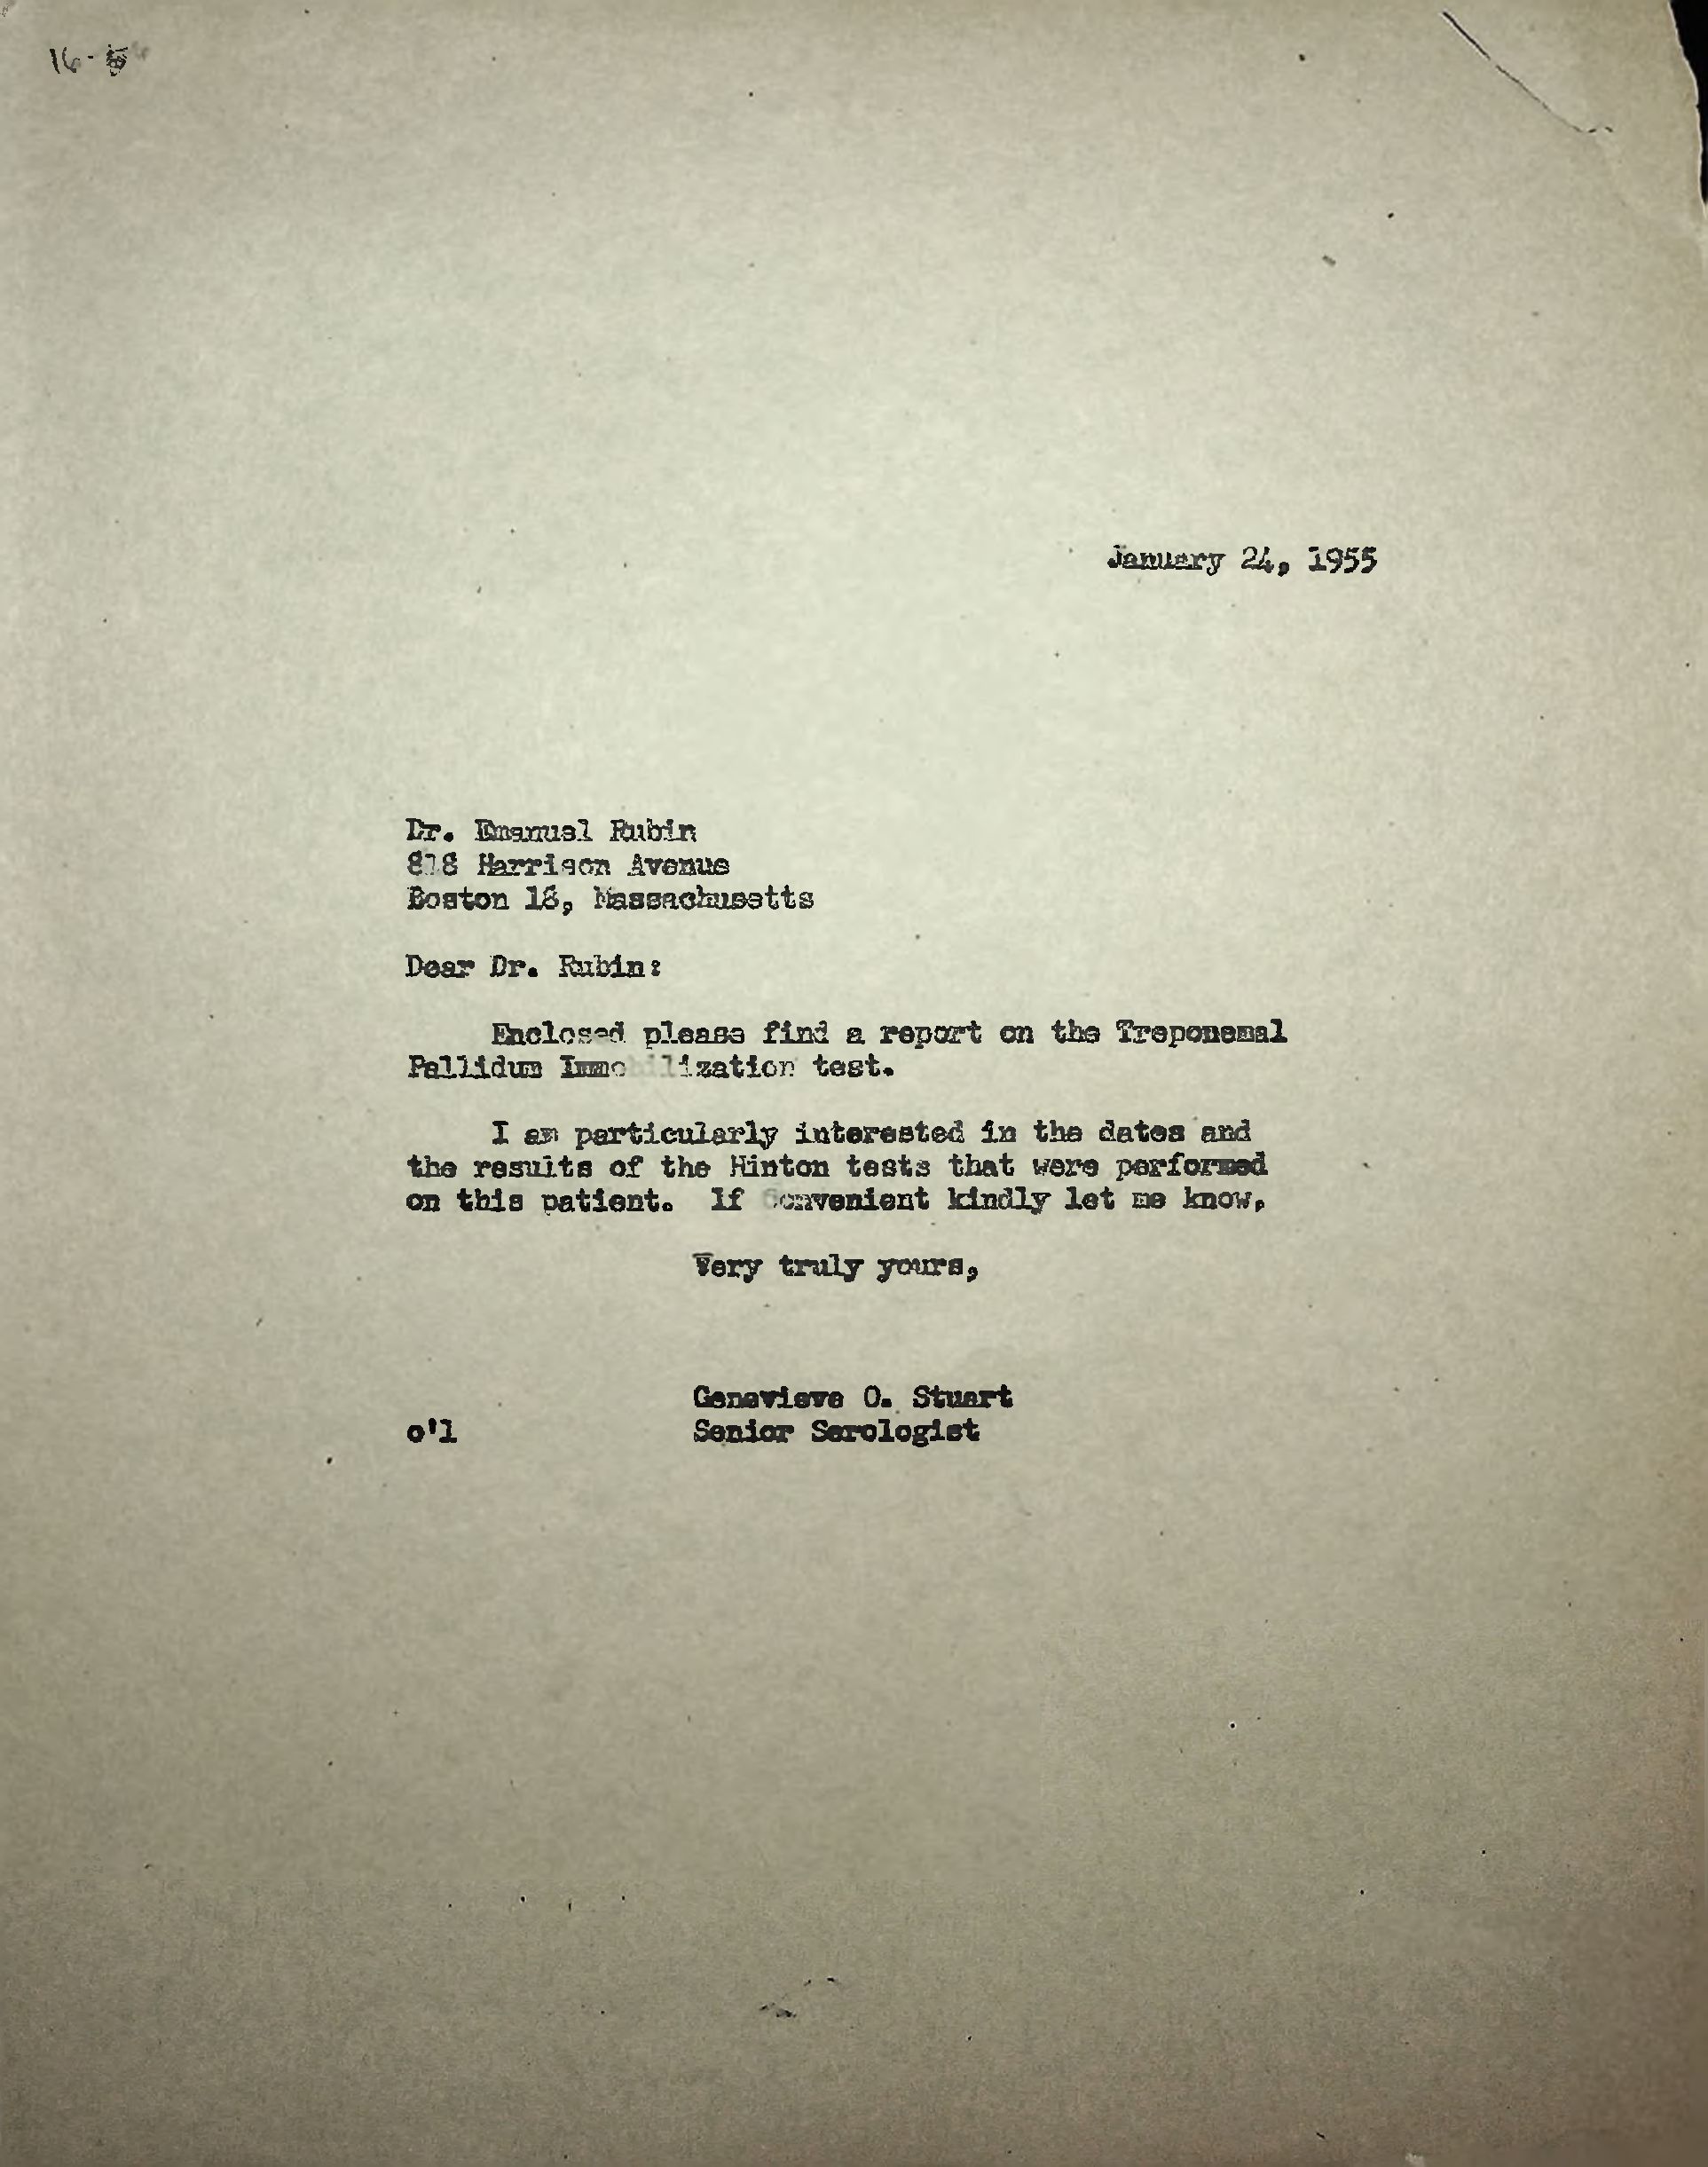 January 24, 1955
Dr. Emanuel Rubin
818 Harrison Avenue
Boston 18, Massachusetts
Dear Dr. Rubin:
Enclosed please find a report on the Treponemal
Pallidum Immobilization test.
I am particularly interested in the dates and
the results of the Hinton tests that were performed
on this patient. If convenient kindly let me know.
Very truly yours,
Genevieve O. Stuart
o'l Senior Serologist